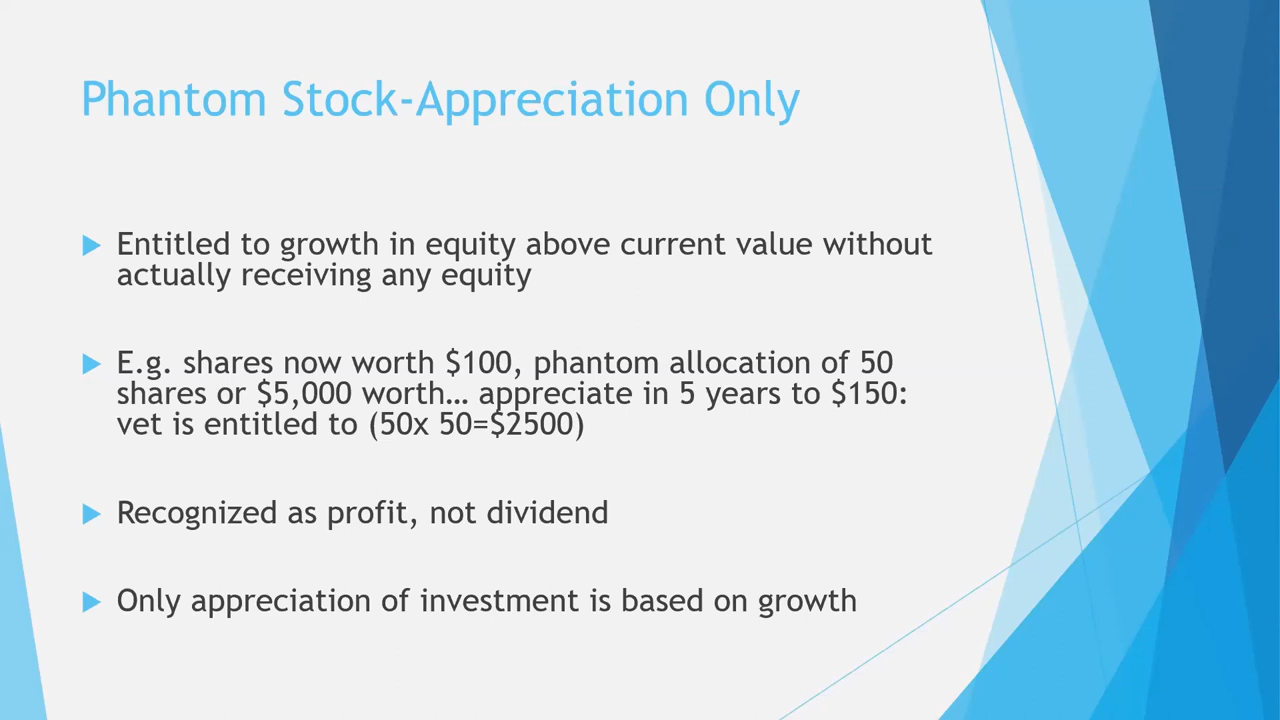 Phantom Stock-Appreciation Only
Entitled to growth in equity above current value without
actually receiving any equity
E.g. shares now worth $100, phantom allocation of 50
shares or $5,000 worth… appreciate in 5 years to $150:
vet is entitled to (50x 50=$2500)
Recognized as profit, not dividend
Only appreciation of investment is based on growth